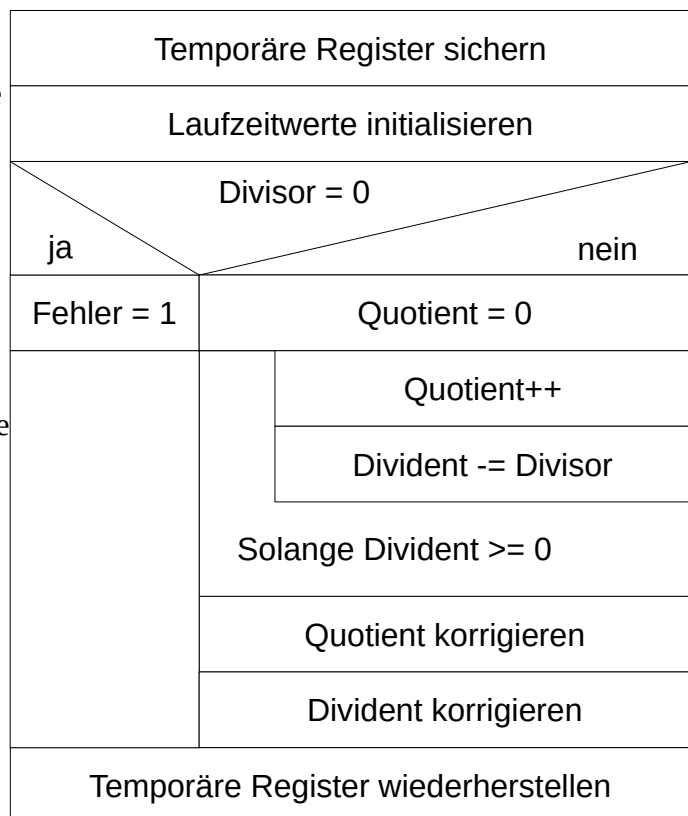 Temporäre Register sichern
e
Laufzeitwerte initialisieren
Divisor = 0
ja
nein
Fehler = 1
Quotient = 0
Quotient++
e
Divident -= Divisor
Solange Divident >= 0
Quotient korrigieren
Divident korrigieren
Temporäre Register wiederherstellen